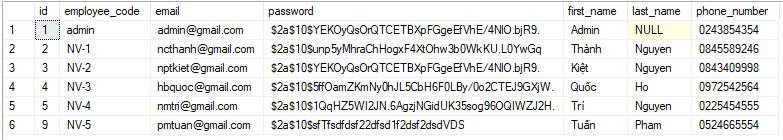 id employee_code email password first_name last_name phone_number
1 1 admin admin@gmail.com $2a$10$YEKOyQsOrQTCETBXpFGgeEfVhE/4NIO.bjR9. Admin NULL 0243854354
2 2 NV-1 ncthanh@gmail.com $2a$10$unp5yMhraChHogxF4XtOhw3b0WkKU.L0YwGq Thành Nguyen 0845589246
3 3 NV-2 nptkiet@gmail.com $2a$10$YEKOyQsOrQTCETBXpFGgeEfVhE/4NIO.bjR9. Kiệt Nguyen 0843409998
4 4 NV-3 hbquoc@gmail.com $2a$10$5ffOamZKmNy0hJL5CbH6F0LBy/0o2CTEJ9GXjW. Quốc Ho 0972542564
5 5 NV-4 nmtri@gmail.com $2a$10$1QqHZ5WI2JN.6AgzjNGidUK35sog96OQIWZJ2H. Trí Nguyen 0225454555
6 9 NV-5 pmtuan@gmail.com $2a$10$sfTfsdfdsf22dfsd1f2dsf2dsdVDS Tuấn Pham 0524665554